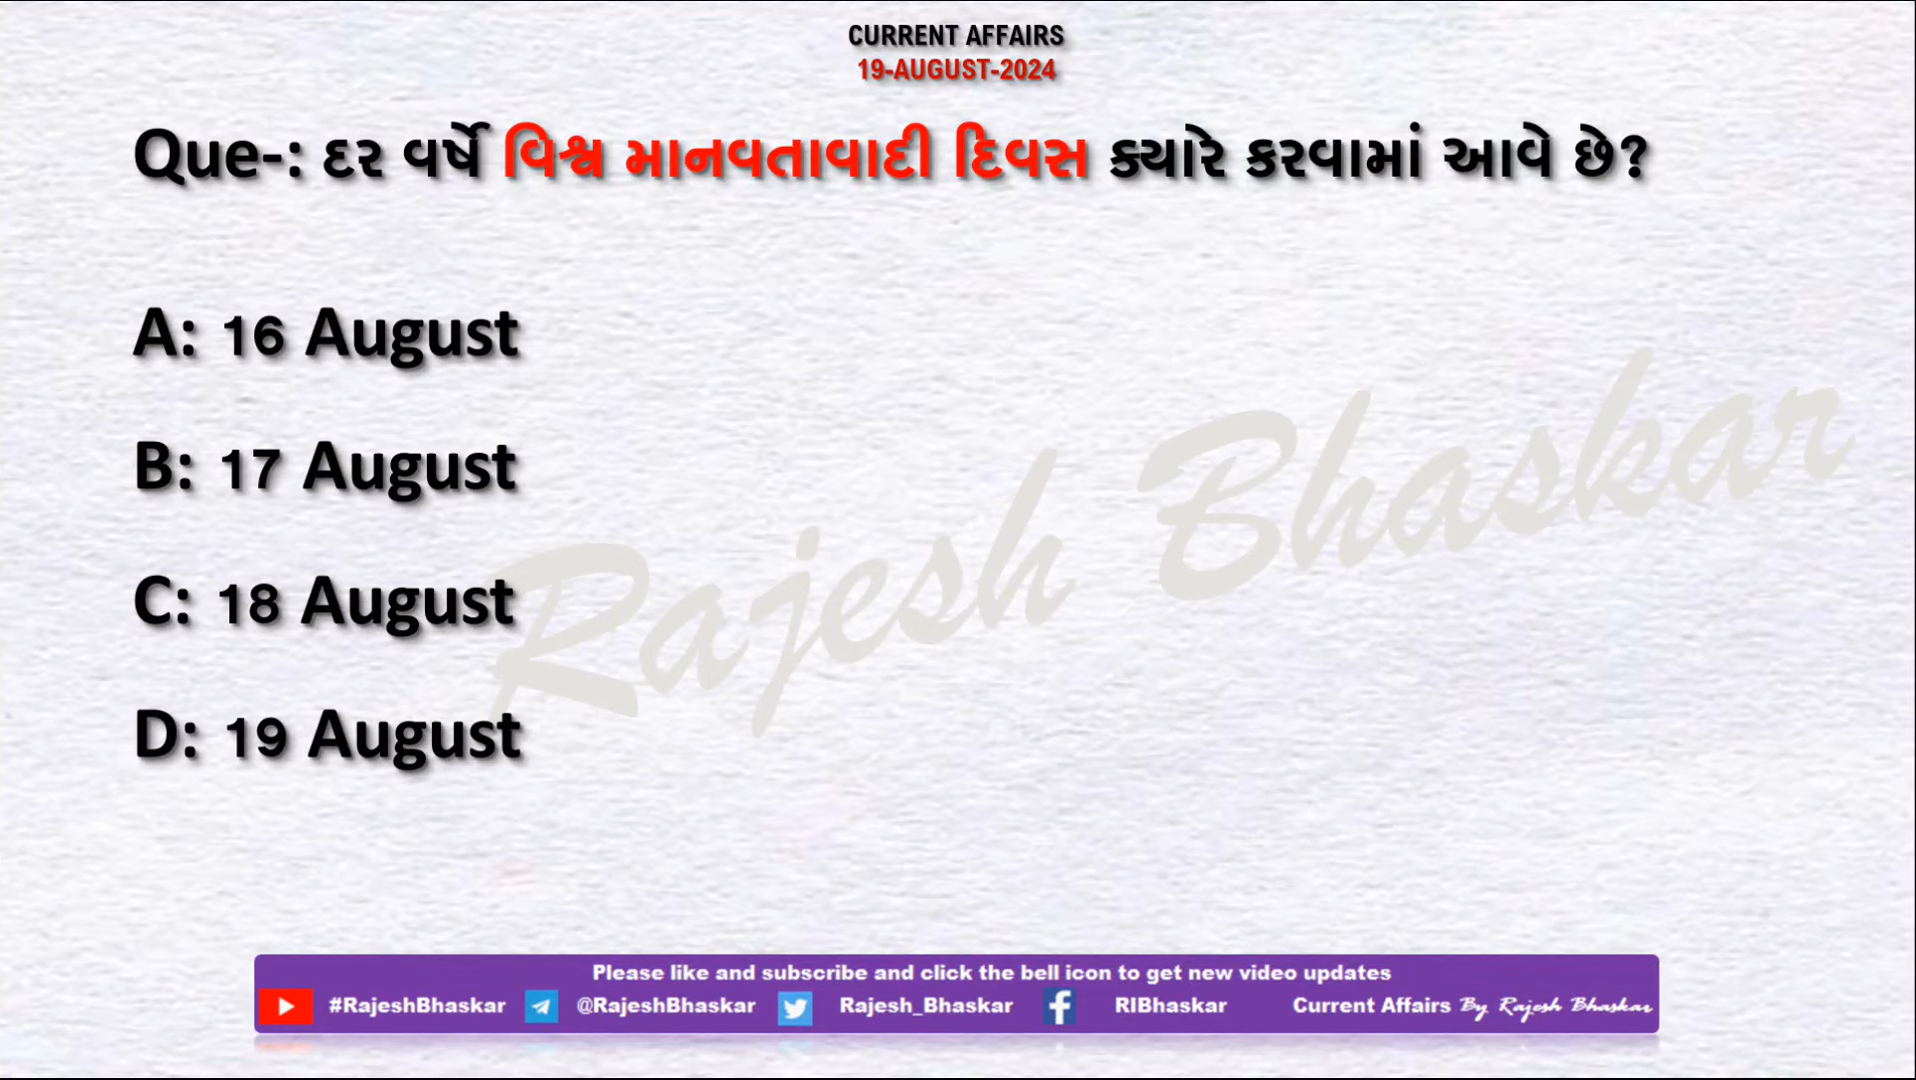 CURRENT AFFAIRS
19-AUGUST-2024
Que-: દર વર્ષે વિશ્વ માનવતાવાદી દિવસ ક્યારે કરવામાં આવે છે?
A: 16 August
B: 17 August
C: 18 August
D: 19 August
Rajesh Bhaskar
Please like and subscribe and click the bell icon to get new video updates
#RajeshBhaskar @RajeshBhaskar Rajesh_Bhaskar RIBhaskar Current Affairs By Rajesh Bhaskar